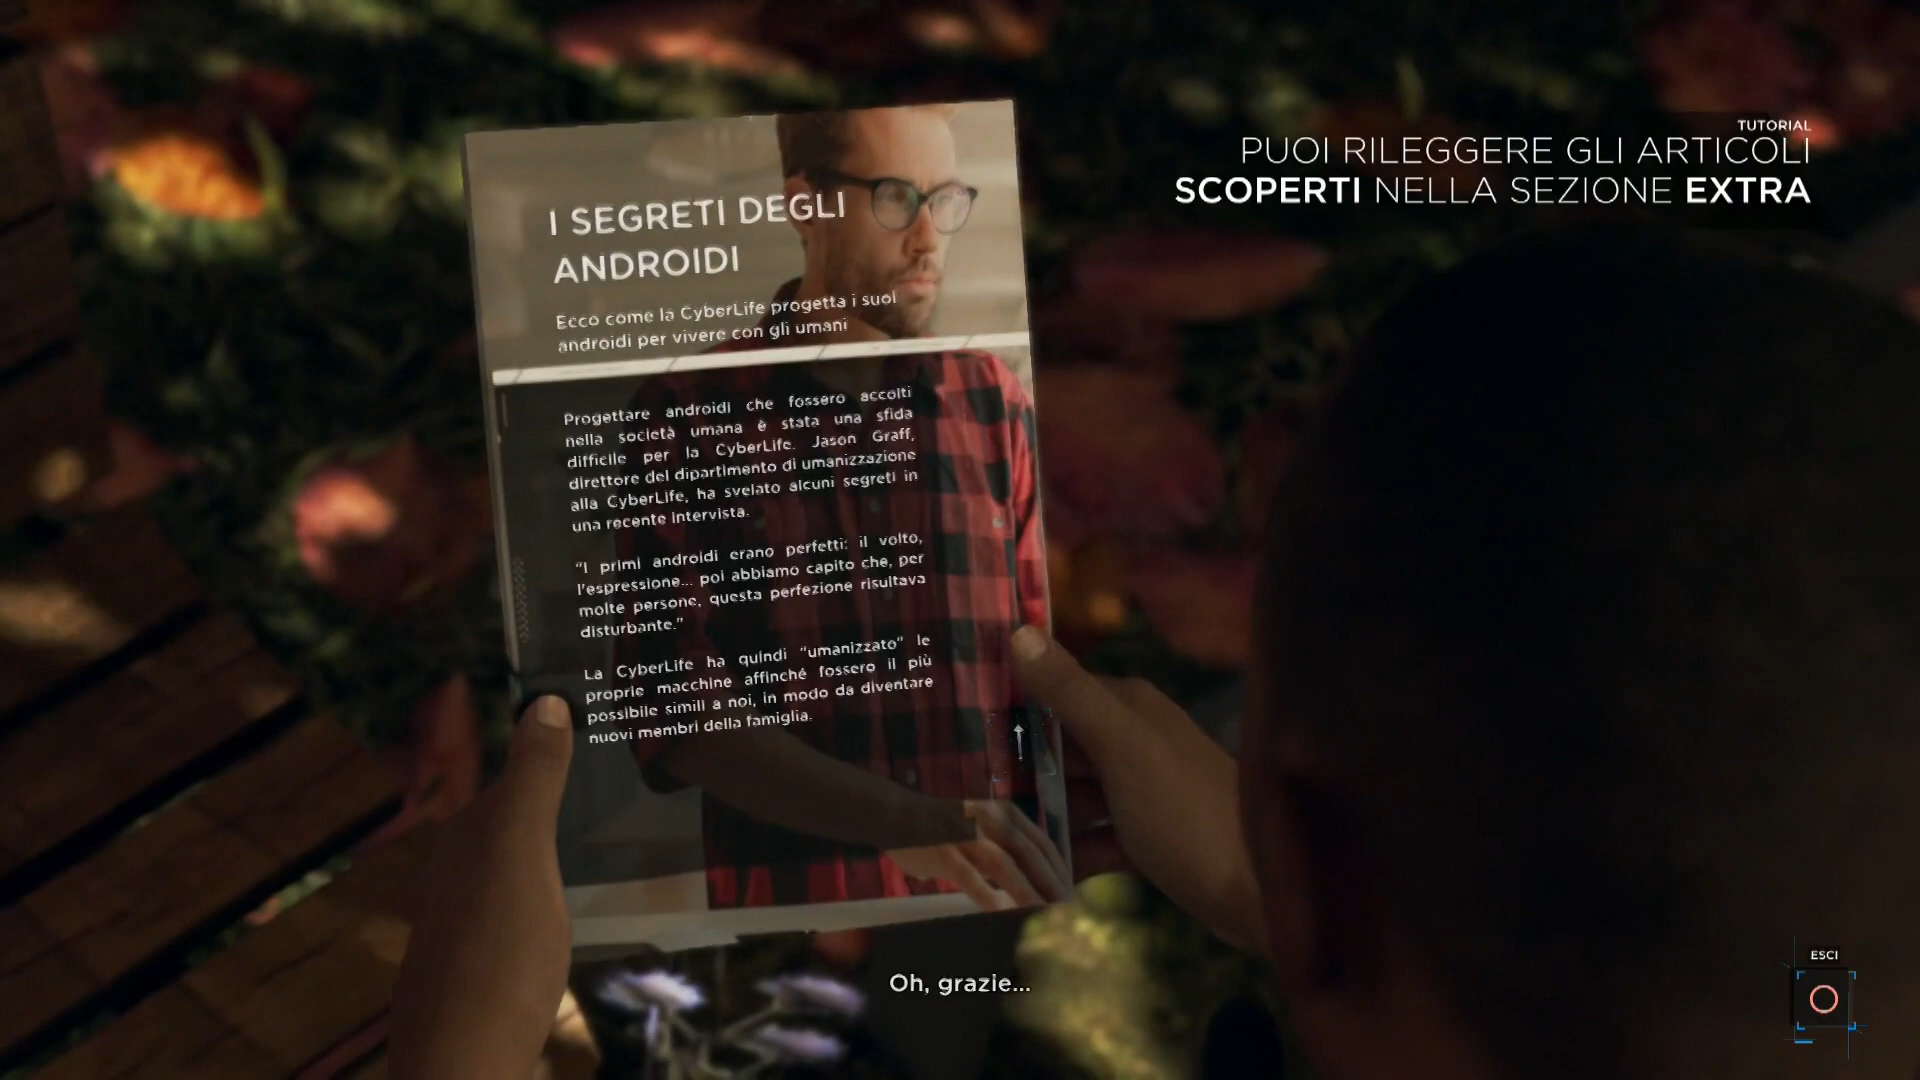 TUTORIAL
PUOI RILEGGERE GLI ARTICOLI
SCOPERTI NELLA SEZIONE EXTRA
I SEGRETI DEGLI
ANDROIDI
Ecco come la CyberLife progetta i suoi
androidi per vivere con gli umani
Progettare androidi che fossero accolti
nella società umana è stata una sfida
difficile per la CyberLife. Jason Graff,
direttore del dipartimento di umanizzazione
alla CyberLife, ha svelato alcuni segreti in
una recente intervista.
“I primi androidi erano perfetti: il volto,
l'espressione... poi abbiamo capito che, per
molte persone, questa perfezione risultava
disturbante.”
La CyberLife ha quindi “umanizzato” le
proprie macchine affinché fossero il più
possibile simili a noi, in modo da diventare
nuovi membri della famiglia.
Oh, grazie...
ESCI